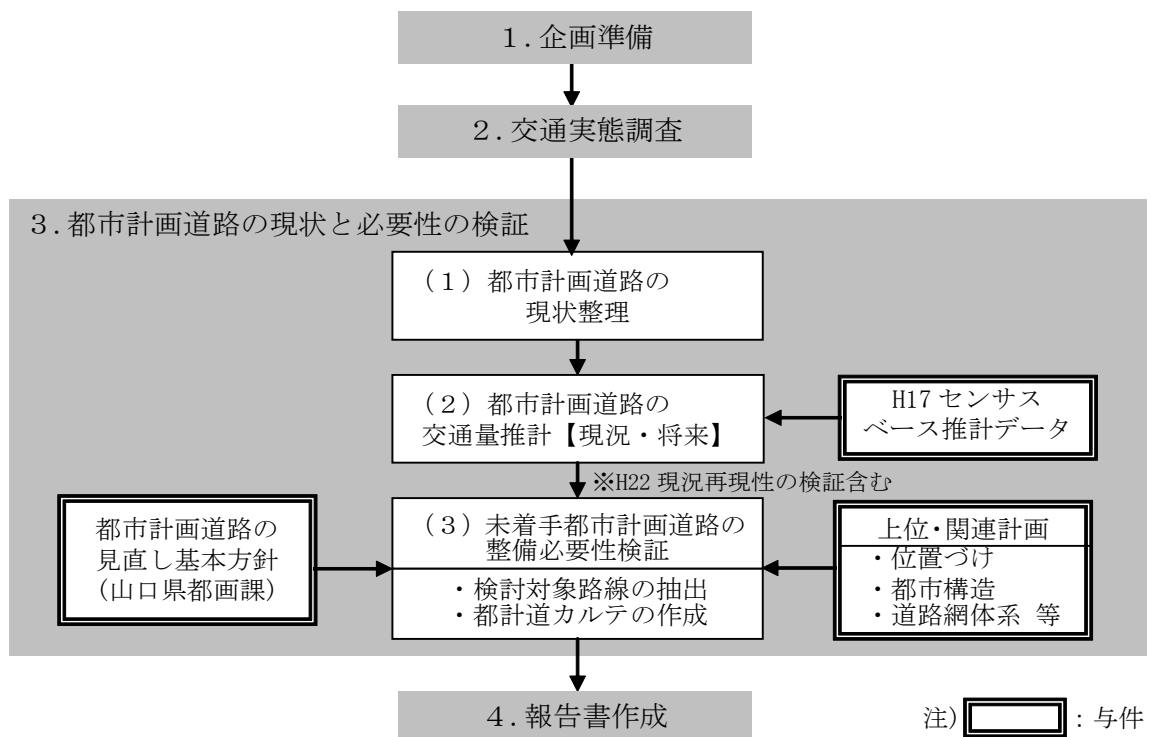 １.企画準備
２.交通実態調査
３.都市計画道路の現状と必要性の検証
（１）都市計画道路の
現状整理
（２）都市計画道路の
交通量推計【現況・将来】
H17 センサス
ベース推計データ
※H22 現況再現性の検証含む
都市計画道路の
見直し基本方針
(山口県都画課)
（３）未着手都市計画道路の
整備必要性検証
・検討対象路線の抽出
・都計道カルテの作成
上位・関連計画
・位置づけ
・都市構造
・道路網体系 等
４.報告書作成
注) ：与件